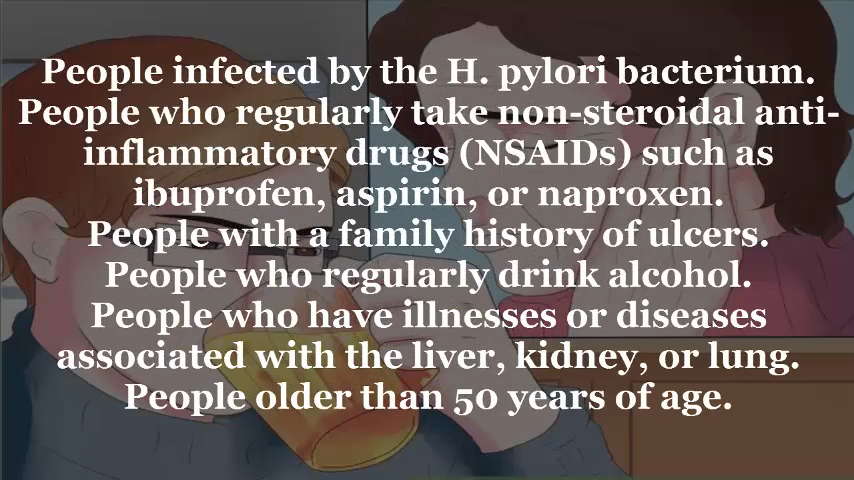 People infected by the H. pylori bacterium.
People who regularly take non-steroidal anti-
inflammatory drugs (NSAIDs) such as
ibuprofen, aspirin, or naproxen.
People with a family history of ulcers.
People who regularly drink alcohol.
People who have illnesses or diseases
associated with the liver, kidney, or lung.
People older than 50 years of age.